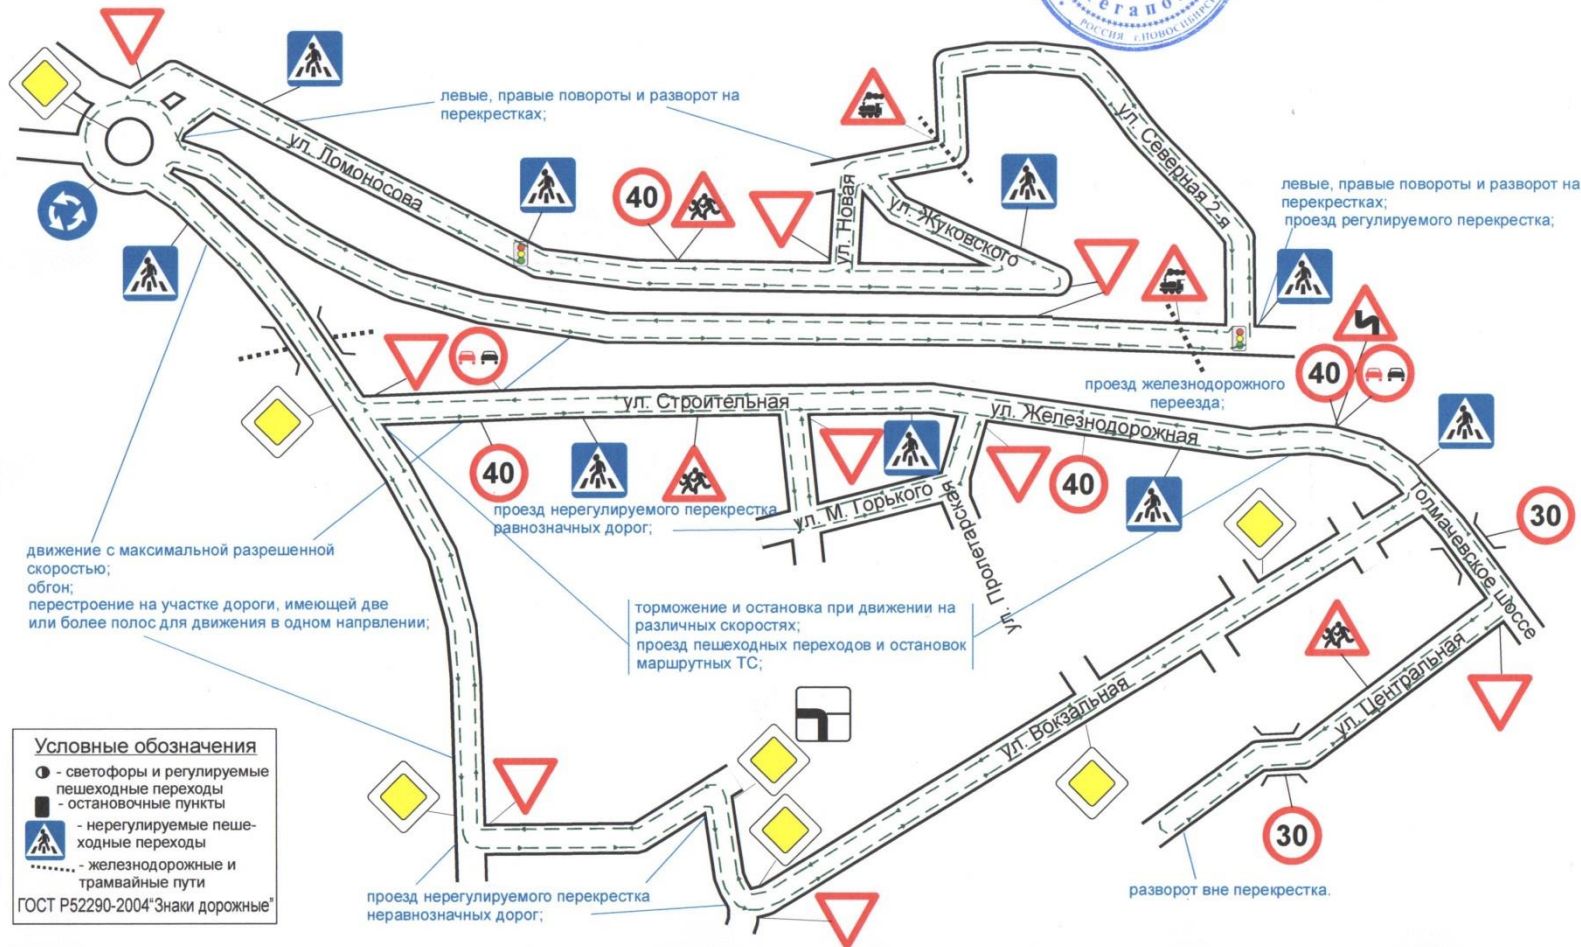 егапо
РОССИЯ г.НОВОСИБИРСК
левые, правые повороты и разворот на
перекрестках;
ул. Ломоносова
40
ул. Новая
ул. Жуковского
ул. Северная 2-я
левые, правые повороты и разворот на
перекрестках;
проезд регулируемого перекрестка;
проезд железнодорожного
переезда;
40
ул. Строительная
ул. Железнодорожная
40
40
ул. М. Горького
ул. Пролетарская
проезд нерегулируемого перекрестка
равнозначных дорог;
Толмачевское шоссе
30
движение с максимальной разрешенной
скоростью;
обгон;
перестроение на участке дороги, имеющей две
или более полос для движения в одном напрвлении;
торможение и остановка при движении на
различных скоростях;
проезд пешеходных переходов и остановок
маршрутных ТС;
ул. Вокзальная
ул. Центральная
30
разворот вне перекрестка.
проезд нерегулируемого перекрестка
неравнозначных дорог;
Условные обозначения
- светофоры и регулируемые
пешеходные переходы
- остановочные пункты
- нерегулируемые пеше-
ходные переходы
- железнодорожные и
трамвайные пути
ГОСТ Р52290-2004"Знаки дорожные"